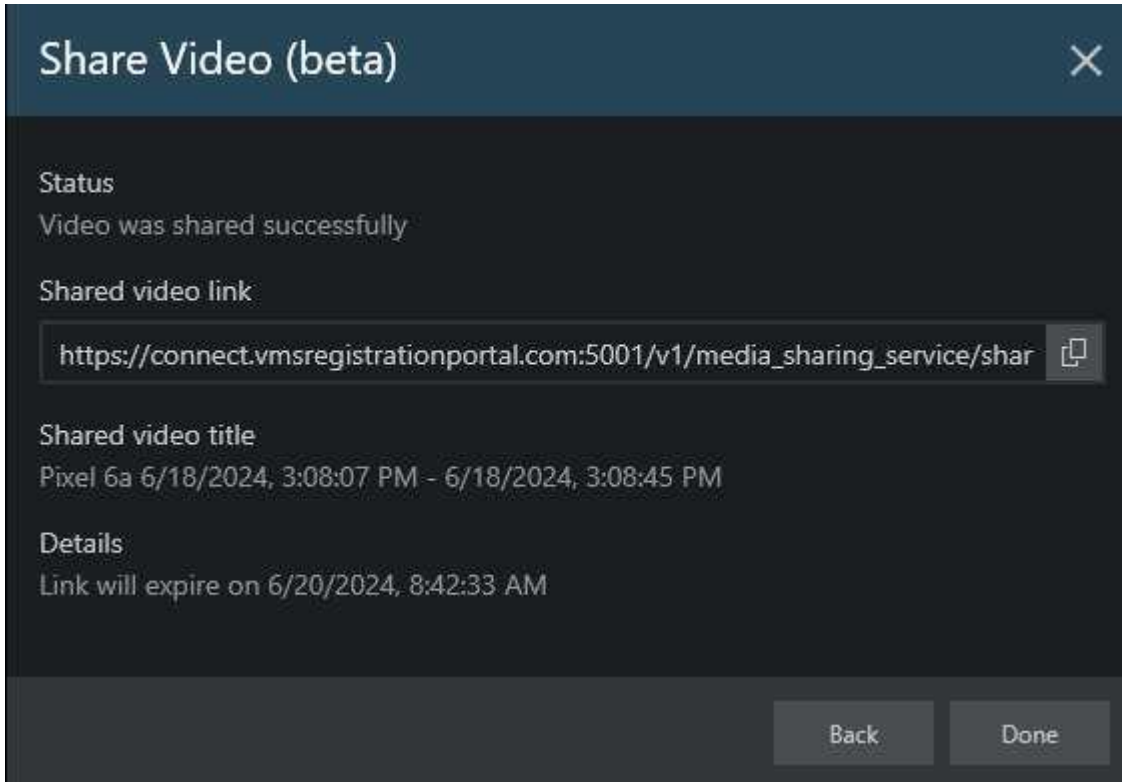 Share Video (beta)
Status
Video was shared successfully
Shared video link
https://connect.vmsregistrationportal.com:5001/v1/media_sharing_service/shar
Shared video title
Pixel 6a 6/18/2024, 3:08:07 PM - 6/18/2024, 3:08:45 PM
Details
Link will expire on 6/20/2024, 8:42:33 AM
Back
Done